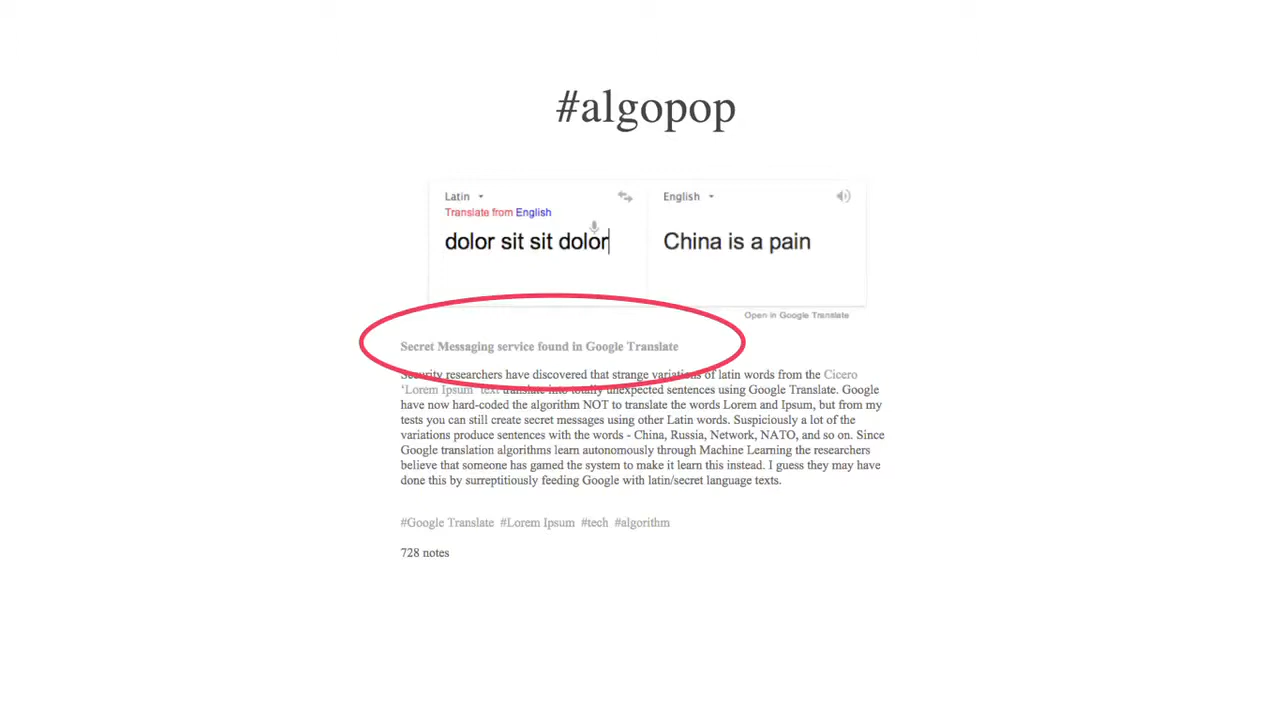 #algopop
Latin
English
Translate from English
dolor sit sit dolor
China is a pain
Open in Google Translate
Secret Messaging service found in Google Translate
Security researchers have discovered that strange variations of latin words from the Cicero
‘Lorem Ipsum’ text translate into totally unexpected sentences using Google Translate. Google
have now hard-coded the algorithm NOT to translate the words Lorem and Ipsum, but from my
tests you can still create secret messages using other Latin words. Suspiciously a lot of the
variations produce sentences with the words - China, Russia, Network, NATO, and so on. Since
Google translation algorithms learn autonomously through Machine Learning the researchers
believe that someone has gamed the system to make it learn this instead. I guess they may have
done this by surreptitiously feeding Google with latin/secret language texts.
#Google Translate #Lorem Ipsum #tech #algorithm
728 notes